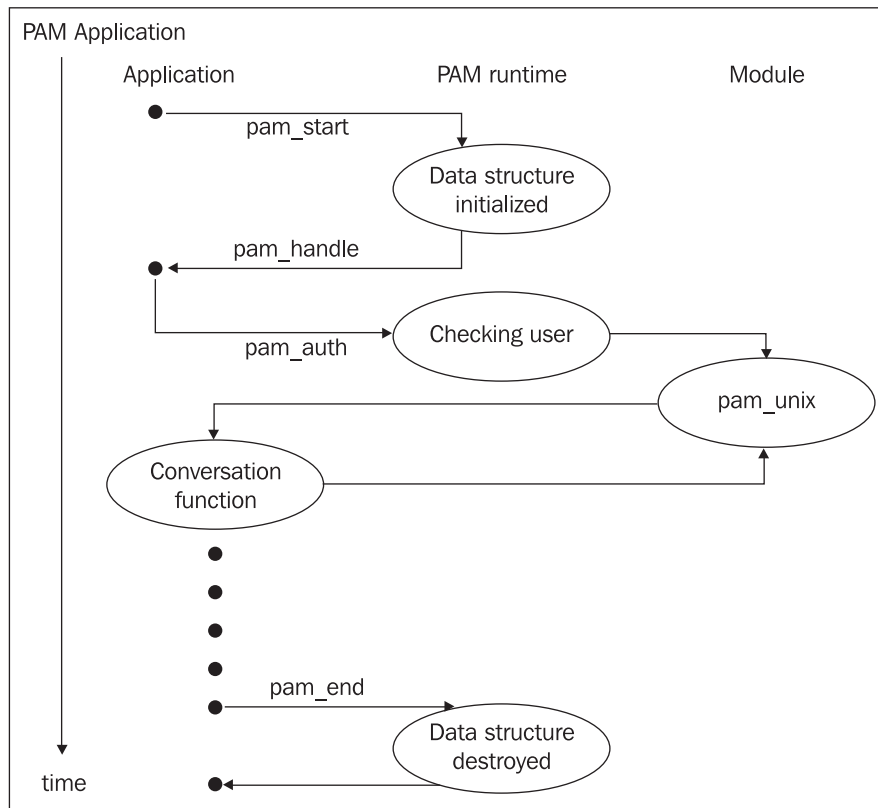 PAM Application
Application
PAM runtime
Module
pam_start
Data structure
initialized
pam_handle
pam_auth
Checking user
pam_unix
Conversation
function
pam_end
Data structure
destroyed
time